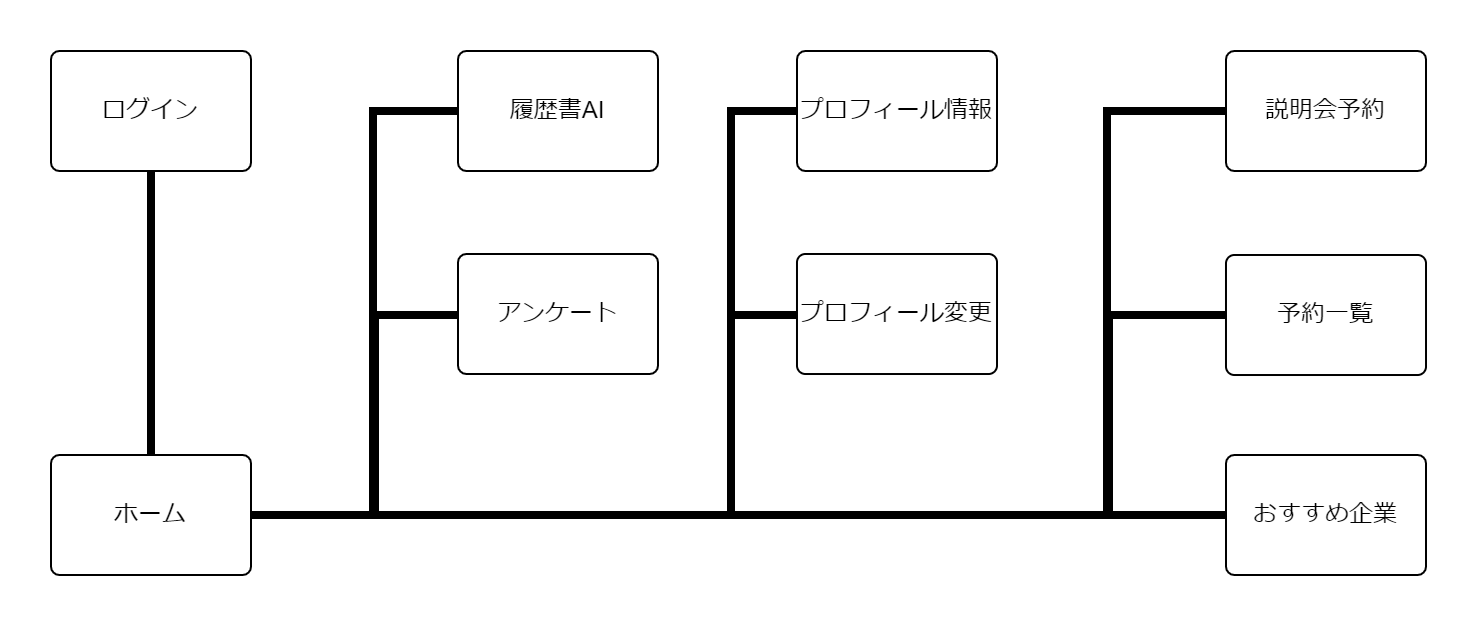 ログイン
履歴書AI
プロフィール情報
説明会予約
アンケート
プロフィール変更
予約一覧
ホーム
おすすめ企業